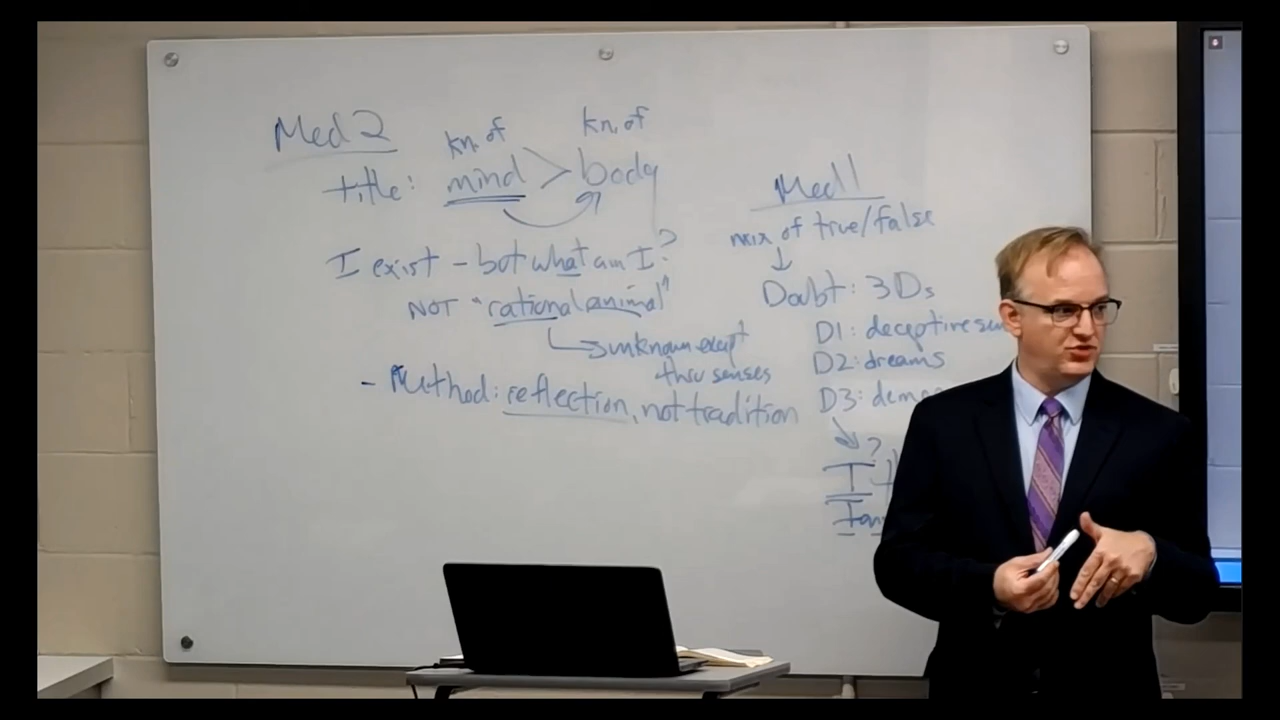 Med 2
kn. of
kn. of
title: mind > body
I exist - but what am I?
NOT "rational animal"
unknown except
thru senses
- Method: reflection, not tradition
Med 1
mix of true/false
Doubt: 3Ds
D1: deceptive
D2: dreams
D3:
?
I
I am